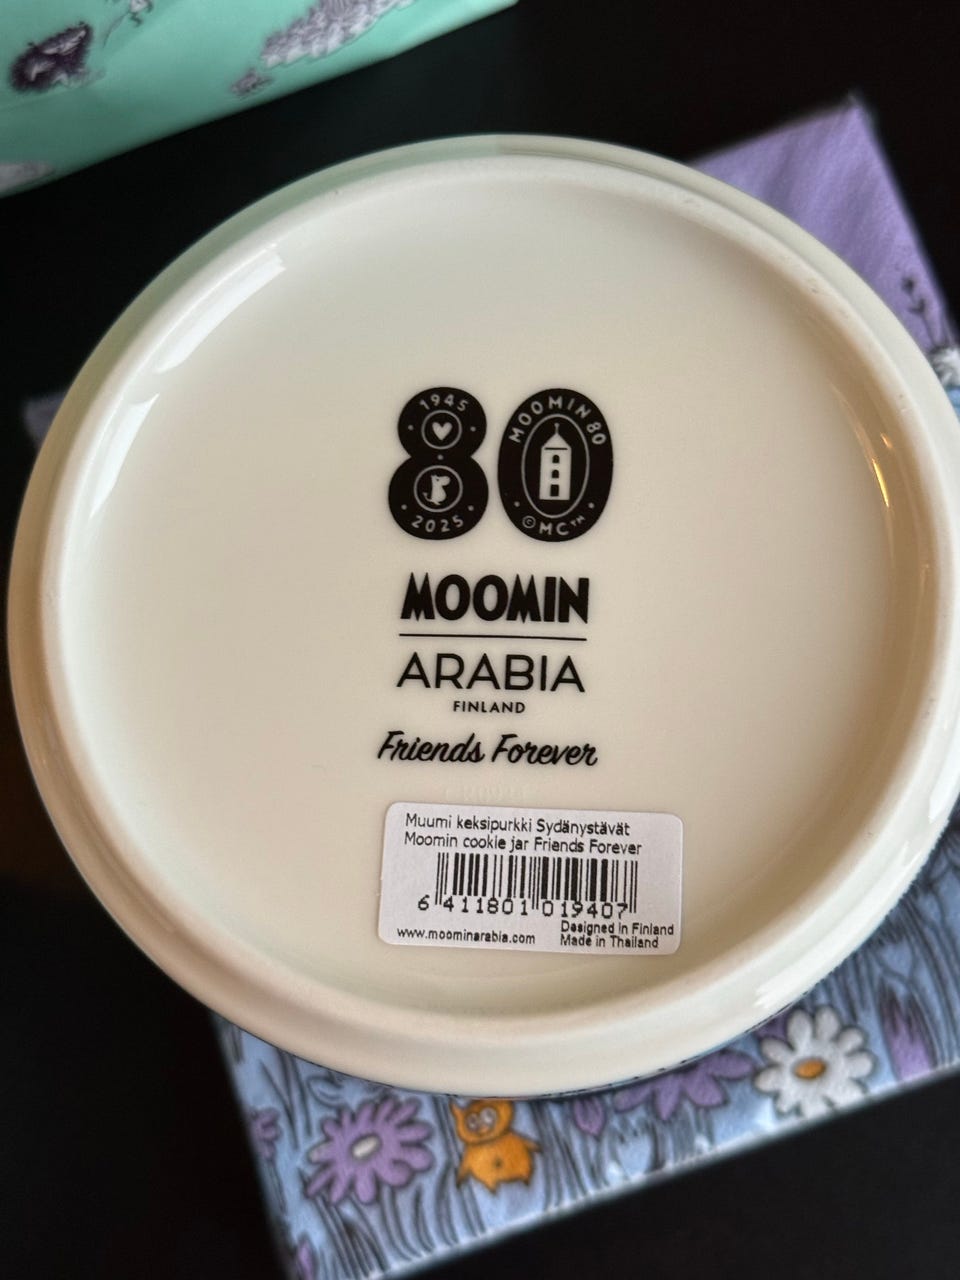 1945
2025
MOOMIN 80
©MC™
MOOMIN
ARABIA
FINLAND
Friends Forever
Muumi keksipurkki Sydänystävät
Moomin cookie jar Friends Forever
6 411801 019407
www.moominarabia.com
Designed in Finland
Made in Thailand